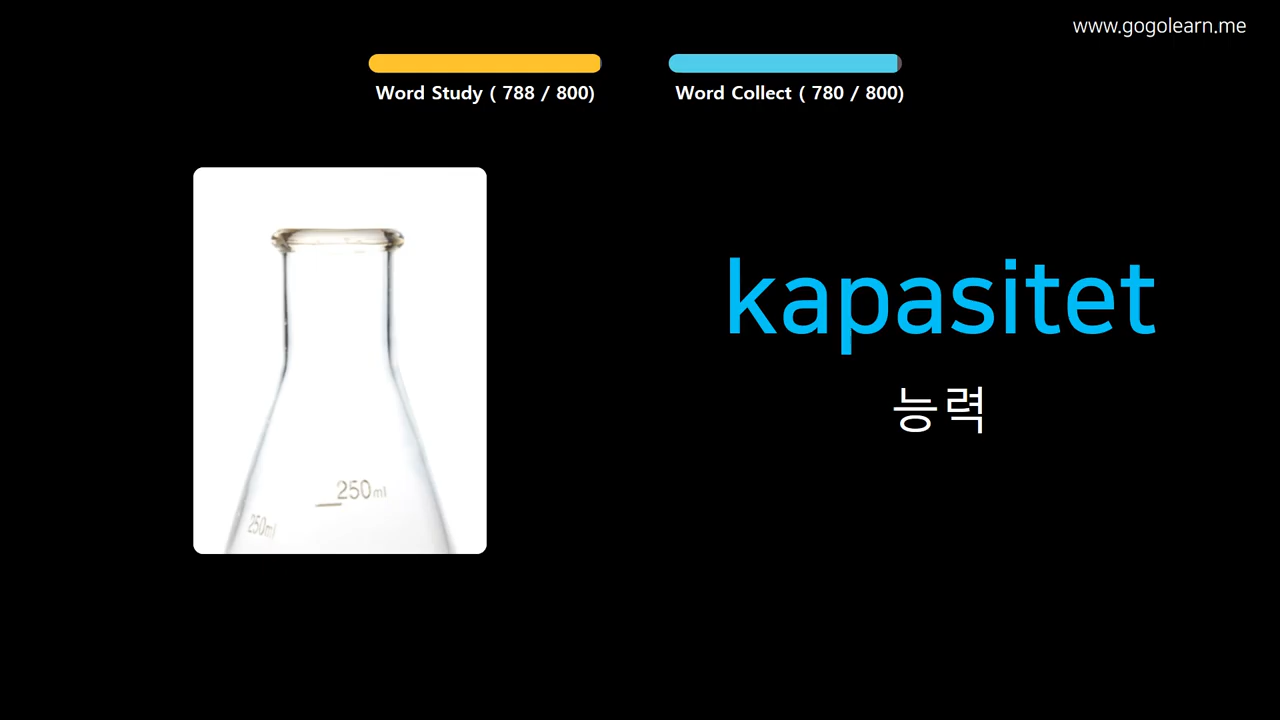 www.gogolearn.me
Word Study ( 788 / 800)
Word Collect ( 780 / 800)
kapasitet
능력
250ml
250ml